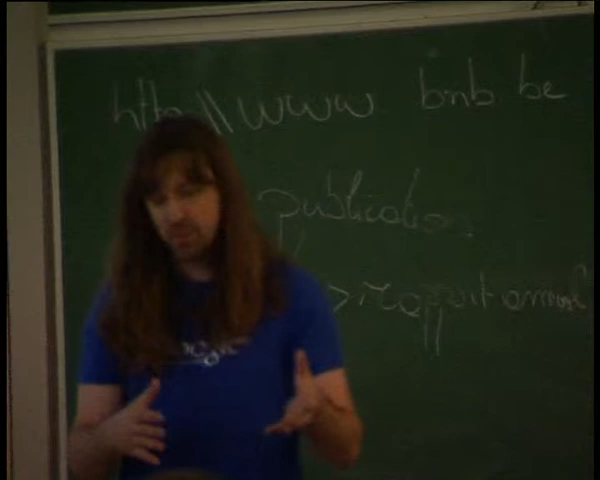 http \\ www bnb be
publication
> rapport annuel